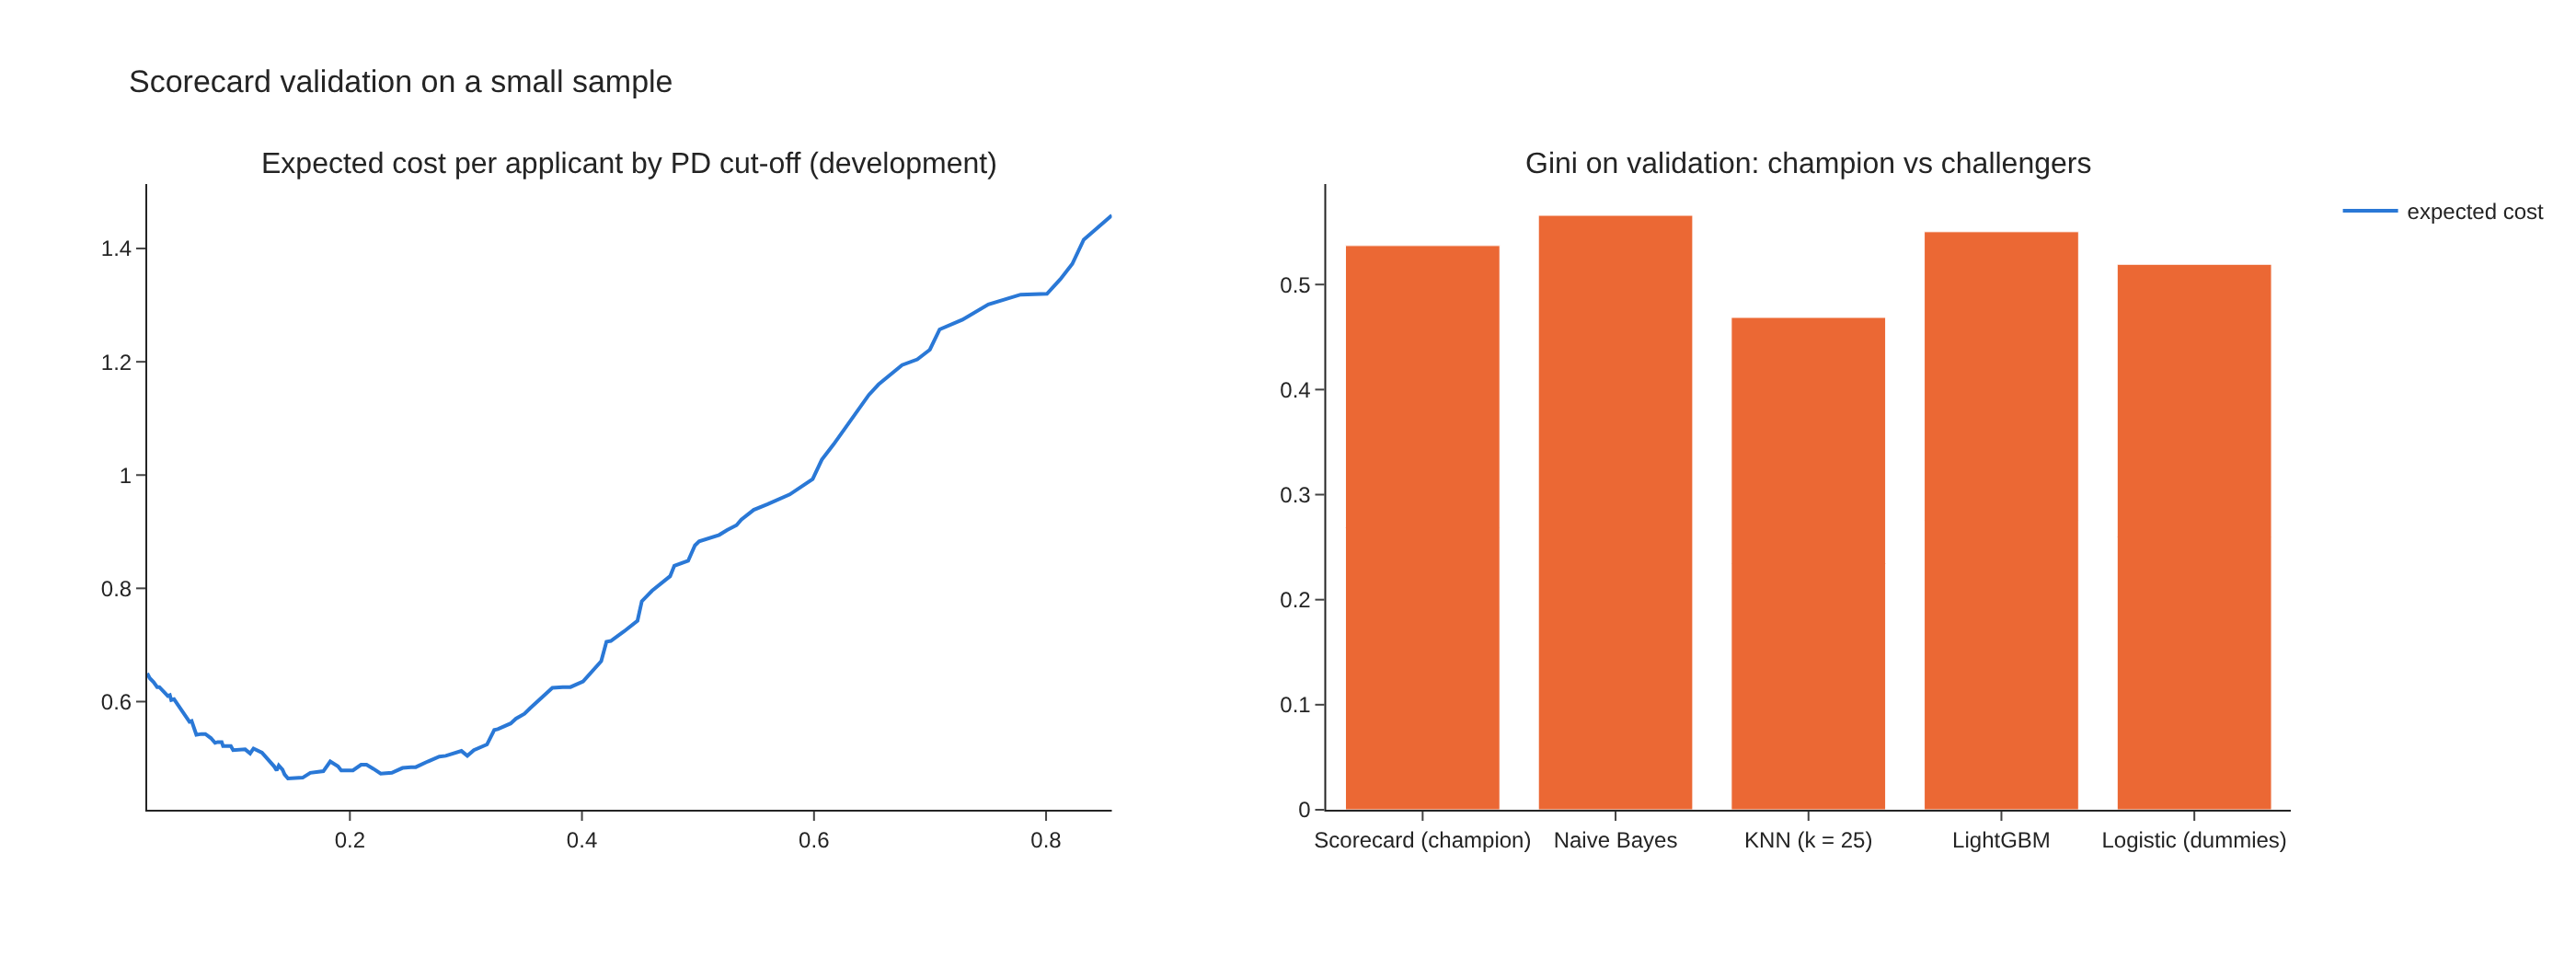 Scorecard validation on a small sample
Expected cost per applicant by PD cut-off (development)
1.4
1.2
1
0.8
0.6
0.2
0.4
0.6
0.8
Gini on validation: champion vs challengers
0.5
0.4
0.3
0.2
0.1
0
Scorecard (champion)
Naive Bayes
KNN (k = 25)
LightGBM
Logistic (dummies)
expected cost